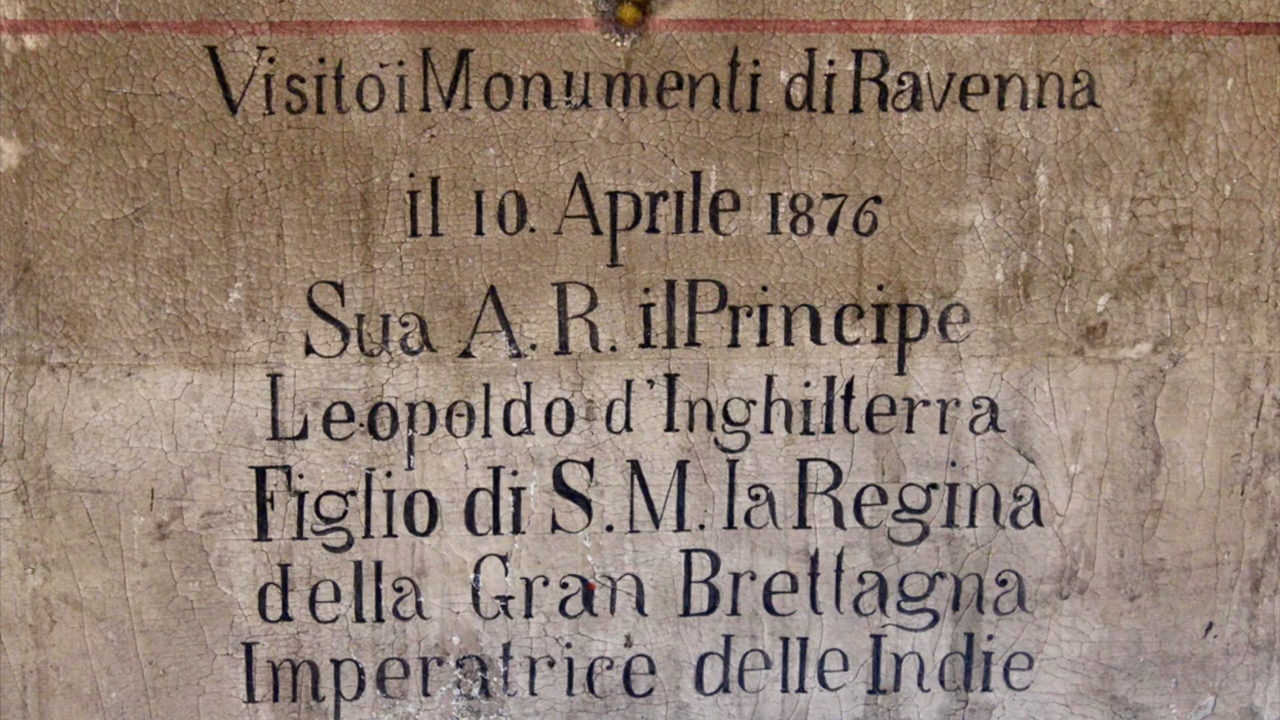 Visitò i Monumenti di Ravenna
il 10. Aprile 1876
Sua A. R. il Principe
Leopoldo d'Inghilterra
Figlio di S. M. la Regina
della Gran Brettagna
Imperatrice delle Indie